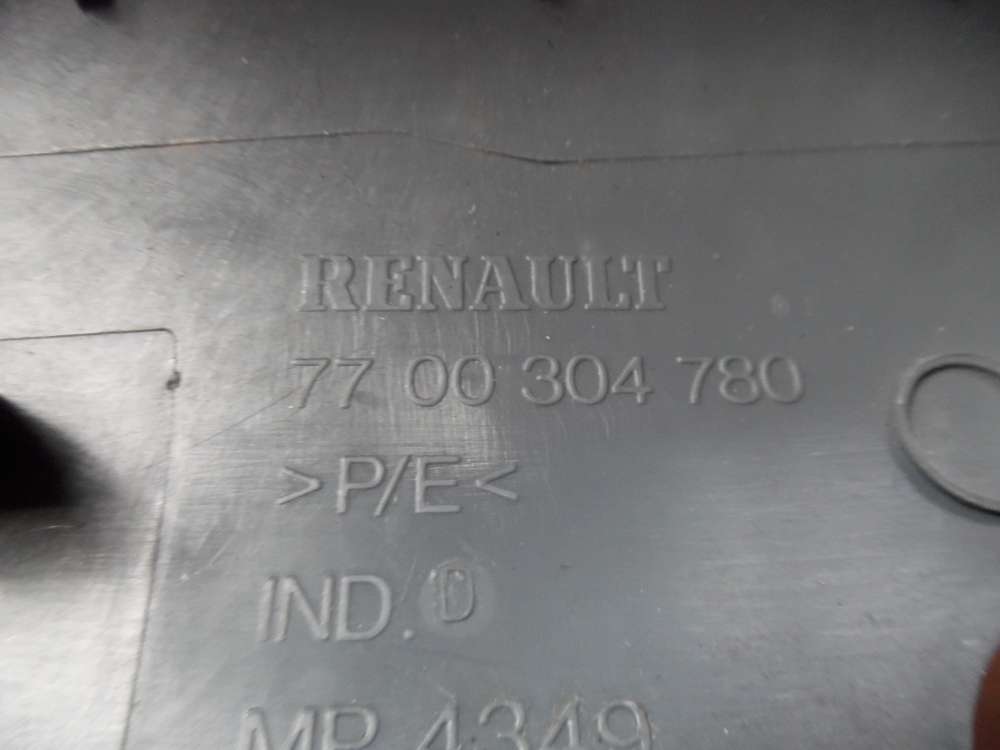 RENAULT
77 00 304 780
>P/E<
IND. D
MP 4349